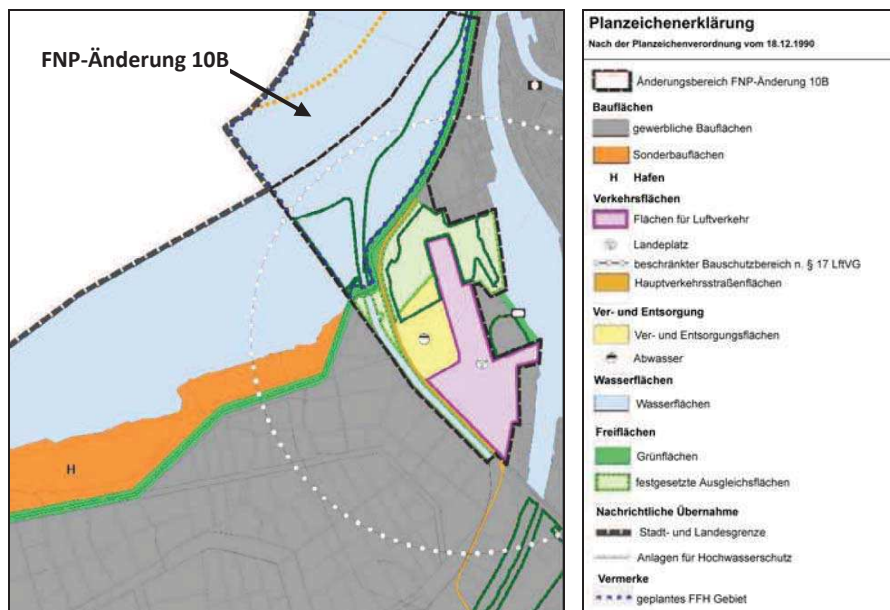 FNP-Änderung 10B
H
Planzeichenerklärung
Nach der Planzeichenverordnung vom 18.12.1990
Änderungsbereich FNP-Änderung 10B
Bauflächen
gewerbliche Bauflächen
Sonderbauflächen
H Hafen
Verkehrsflächen
Flächen für Luftverkehr
Landeplatz
beschränkter Bauschutzbereich n. § 17 LftVG
Hauptverkehrsstraßenflächen
Ver- und Entsorgung
Ver- und Entsorgungsflächen
Abwasser
Wasserflächen
Wasserflächen
Freiflächen
Grünflächen
festgesetzte Ausgleichsflächen
Nachrichtliche Übernahme
Stadt- und Landesgrenze
Anlagen für Hochwasserschutz
Vermerke
geplantes FFH Gebiet